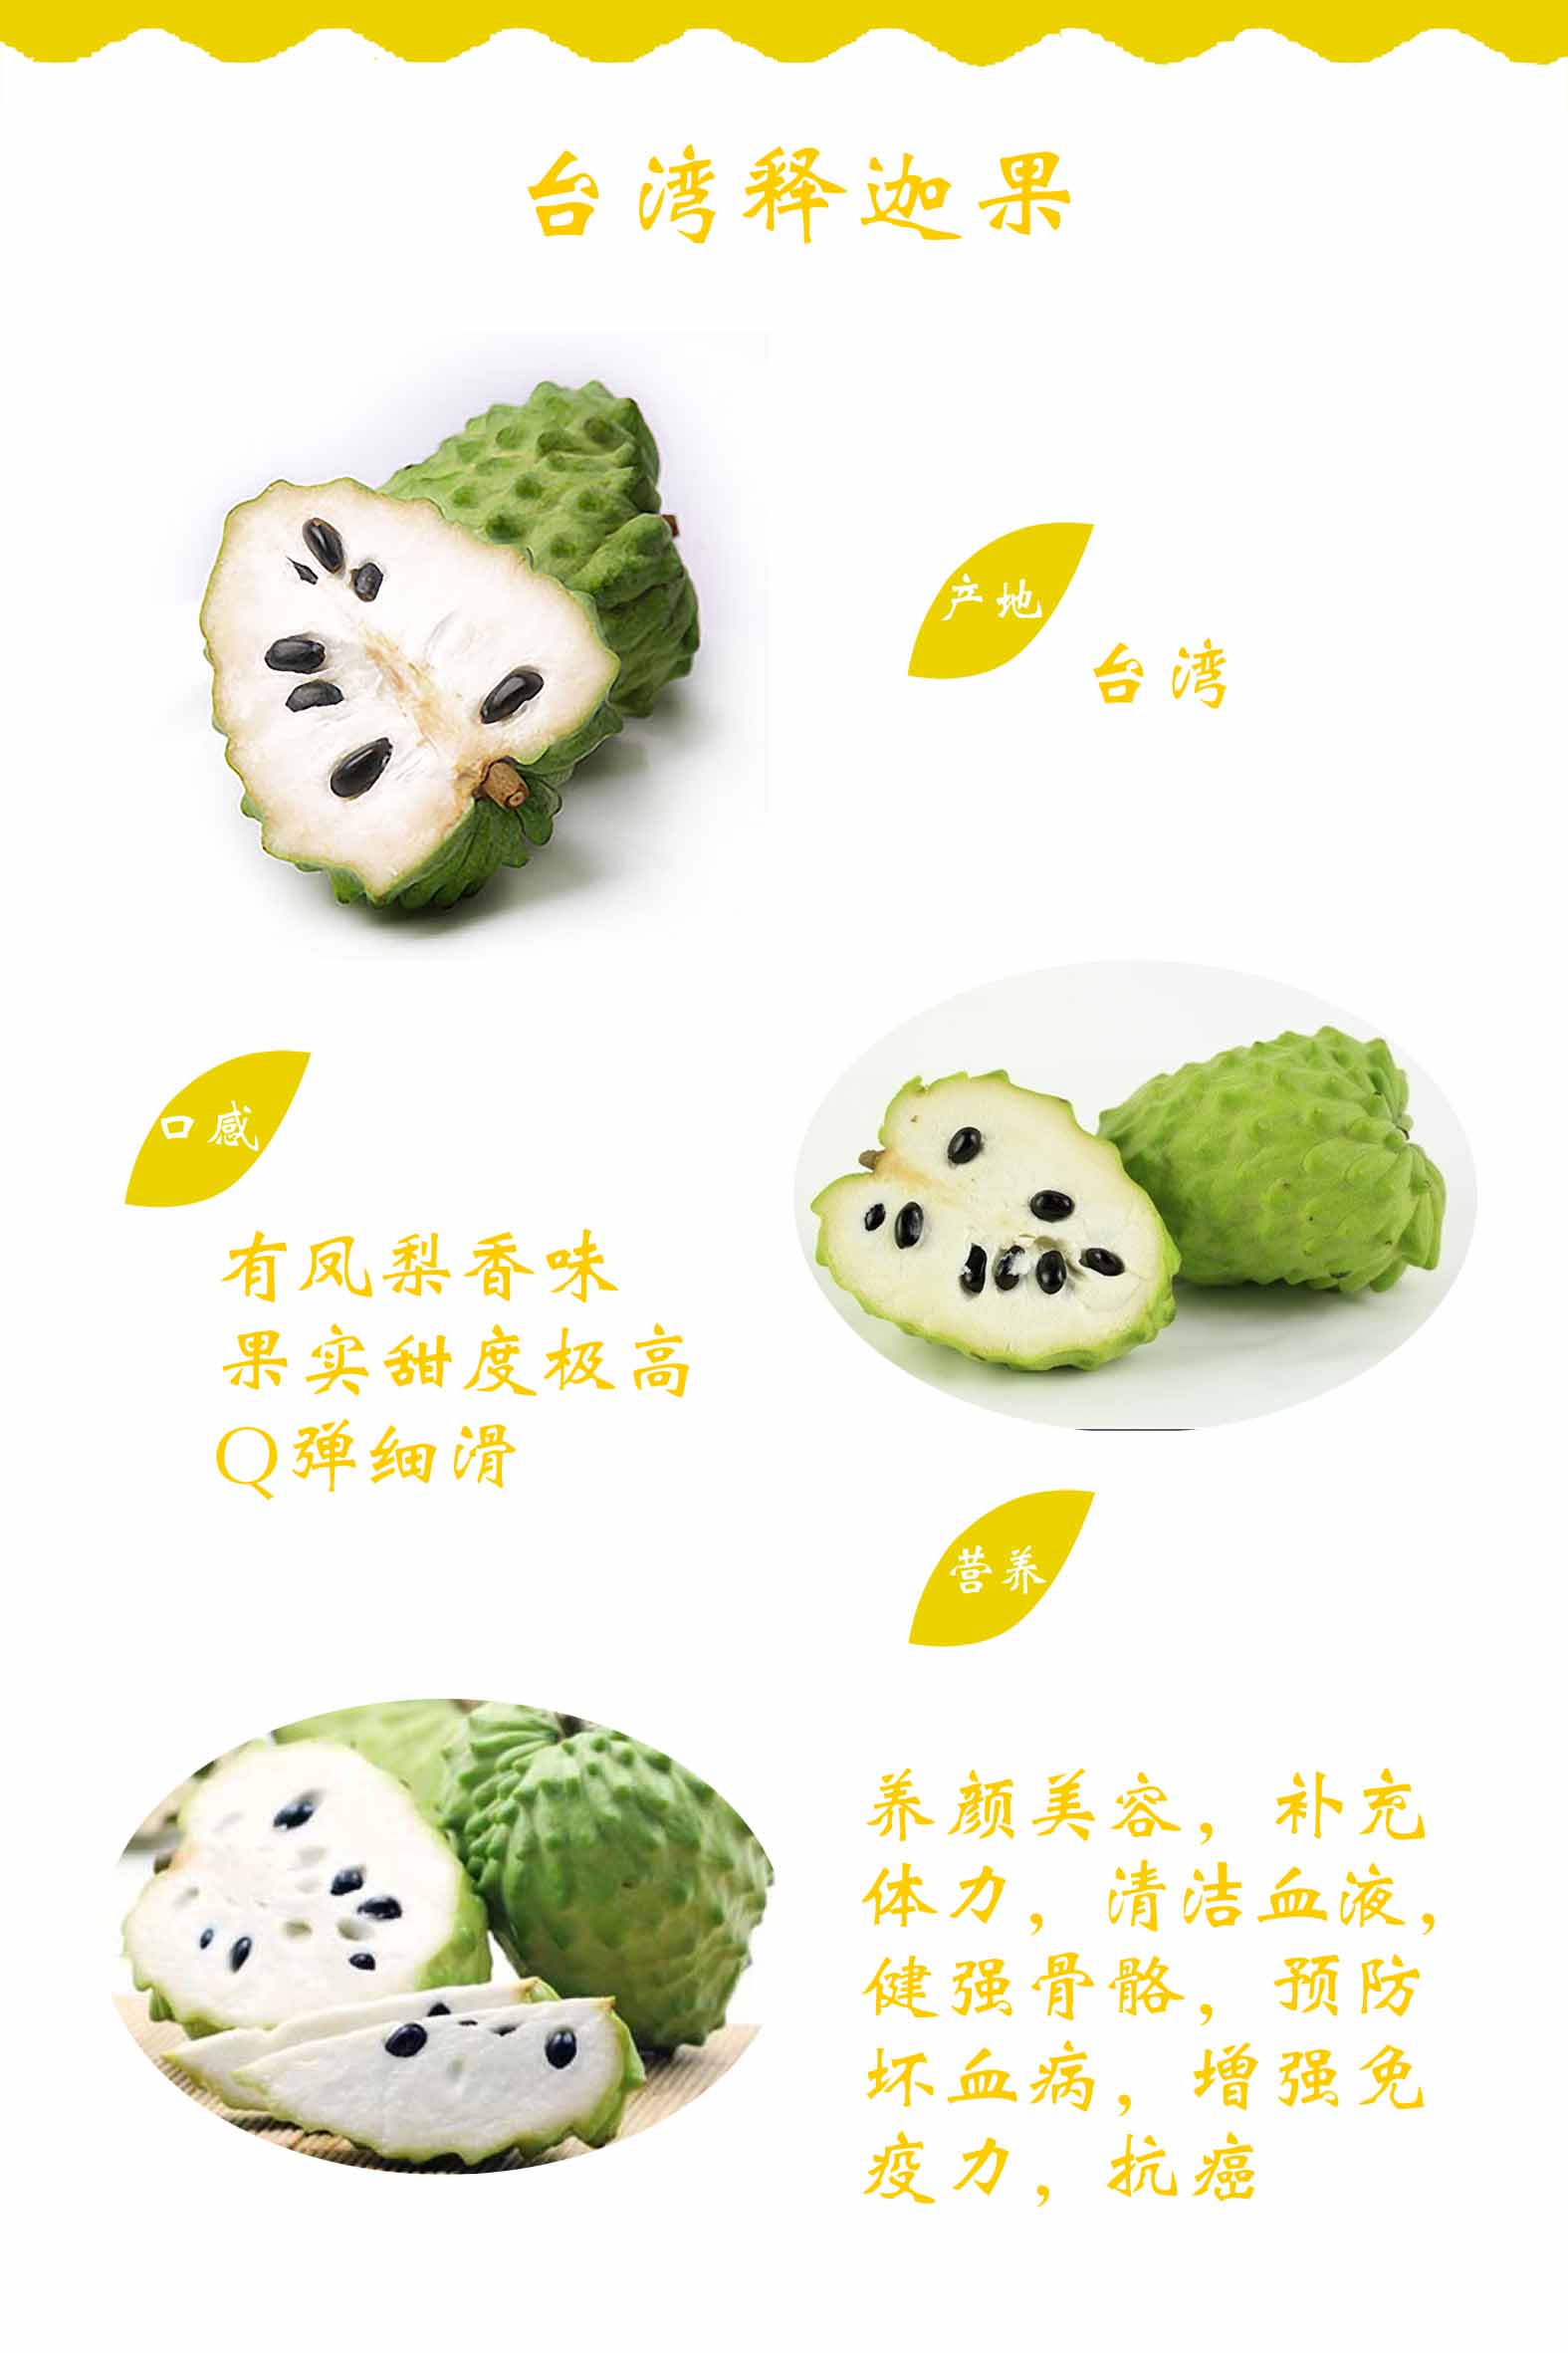 台湾释迦果
产地
台湾
口感
有凤梨香味
果实甜度极高
Q弹细滑
营养
养颜美容，补充
体力，清洁血液，
健强骨骼，预防
坏血病，增强免
疫力，抗癌